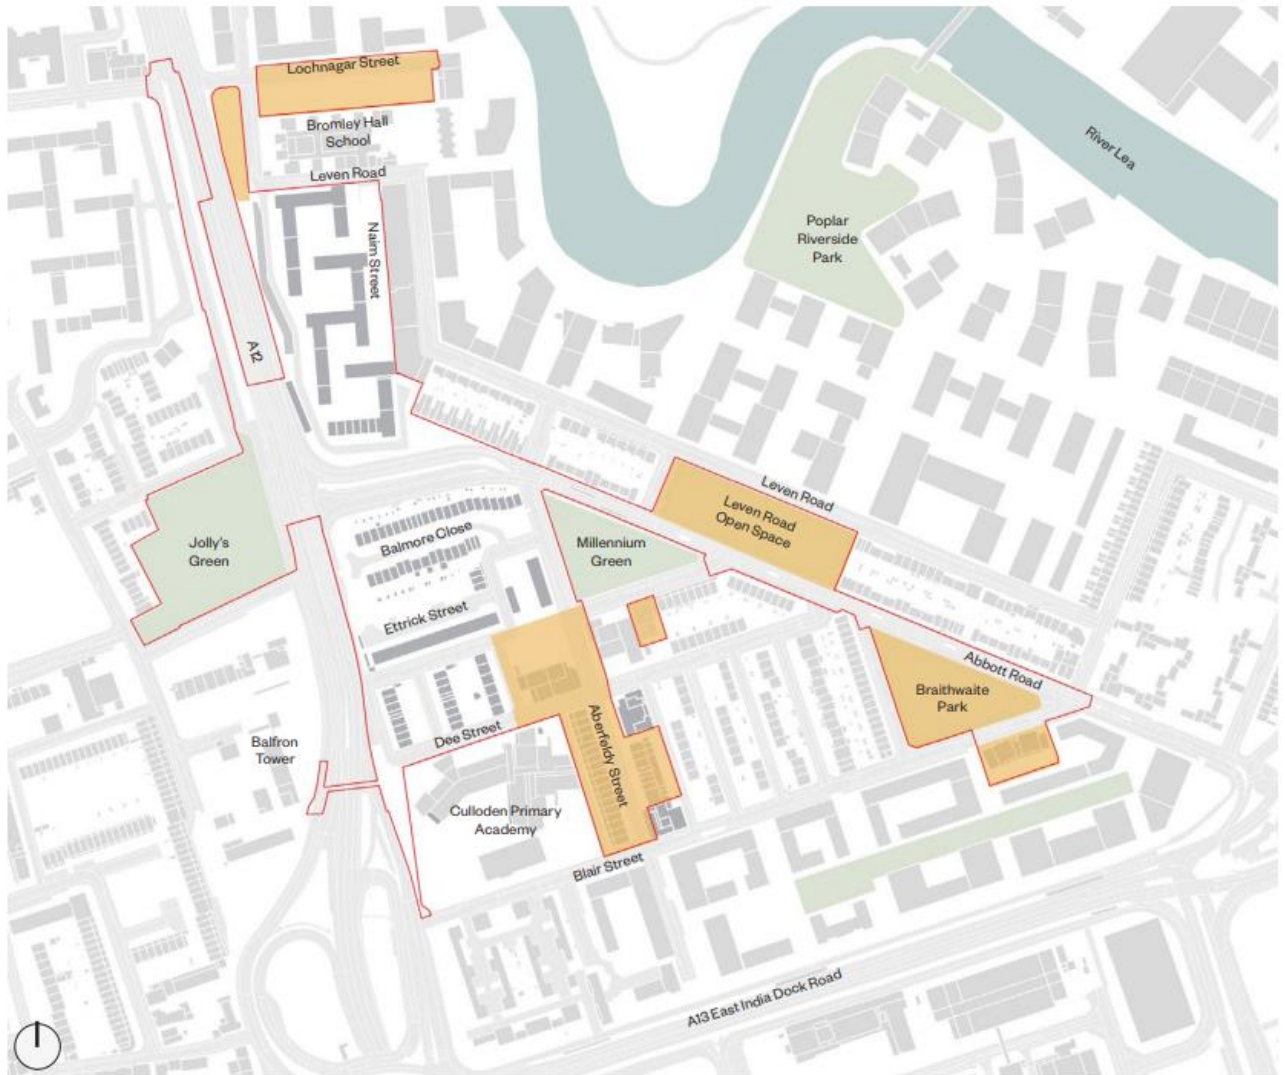 Lochnagar Street
Bromley Hall
School
River Lea
Leven Road
Nairn Street
Poplar
Riverside
Park
A12
Leven Road
Leven Road
Open Space
Jolly's
Green
Balmore Close
Millennium
Green
Ettrick Street
Abbott Road
Braithwaite
Park
Balfron
Tower
Dee Street
Aberfeldy Street
Culloden Primary
Academy
Blair Street
A13 East India Dock Road